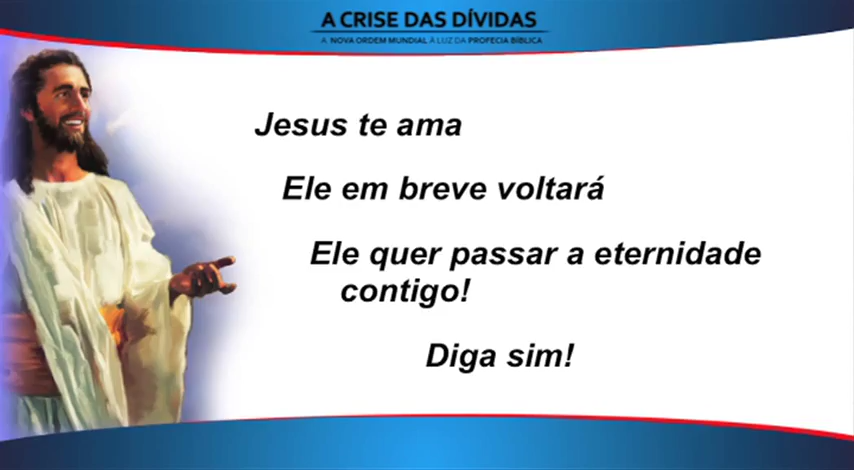 A CRISE DAS DÍVIDAS
A NOVA ORDEM MUNDIAL À LUZ DA PROFECIA BÍBLICA
Jesus te ama
Ele em breve voltará
Ele quer passar a eternidade
contigo!
Diga sim!